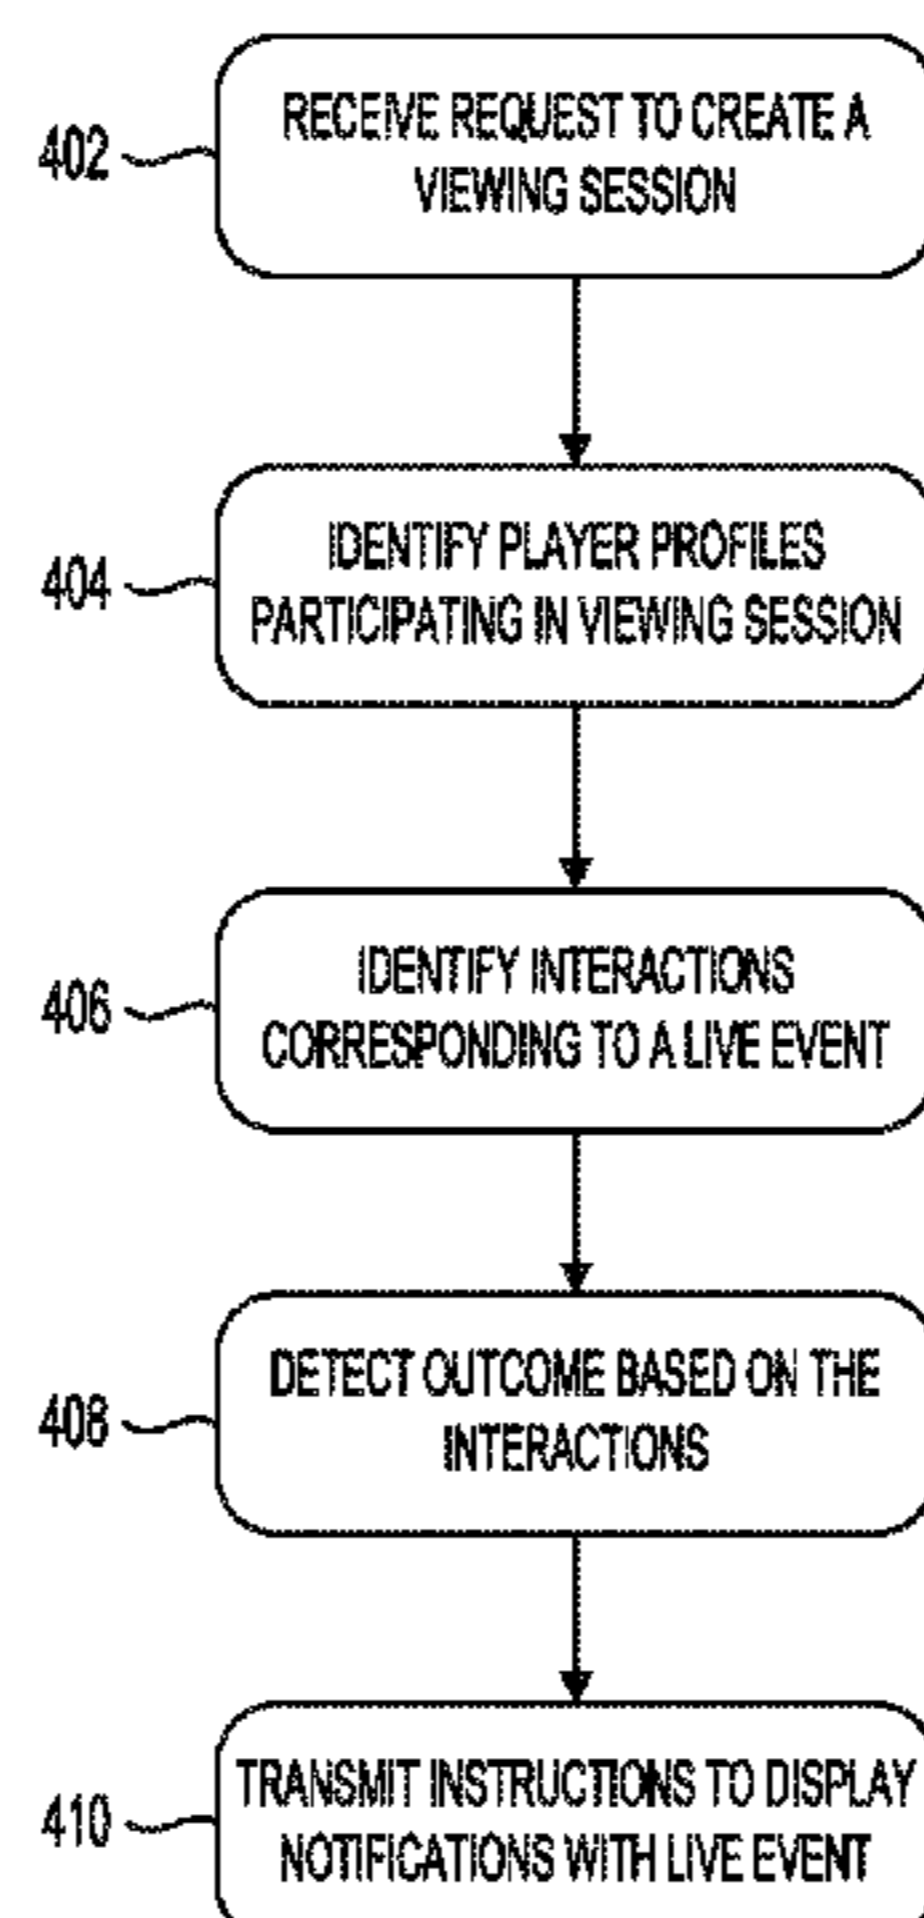 402
RECEIVE REQUEST TO CREATE A
VIEWING SESSION
404
IDENTIFY PLAYER PROFILES
PARTICIPATING IN VIEWING SESSION
406
IDENTIFY INTERACTIONS
CORRESPONDING TO A LIVE EVENT
408
DETECT OUTCOME BASED ON THE
INTERACTIONS
410
TRANSMIT INSTRUCTIONS TO DISPLAY
NOTIFICATIONS WITH LIVE EVENT